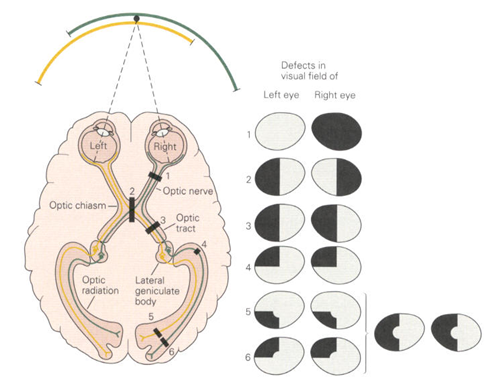 Defects in
visual field of
Left eye
Right eye
Left
Right
1
Optic nerve
2
Optic chiasm
3
Optic
tract
4
Optic
radiation
Lateral
geniculate
body
5
6
1
2
3
4
5
6